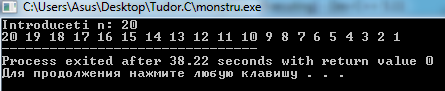 C:\Users\Asus\Desktop\Tudor.C\monstru.exe
Introduceti n: 20
20 19 18 17 16 15 14 13 12 11 10 9 8 7 6 5 4 3 2 1
--------------------------------
Process exited after 38.22 seconds with return value 0
Для продолжения нажмите любую клавишу . . .